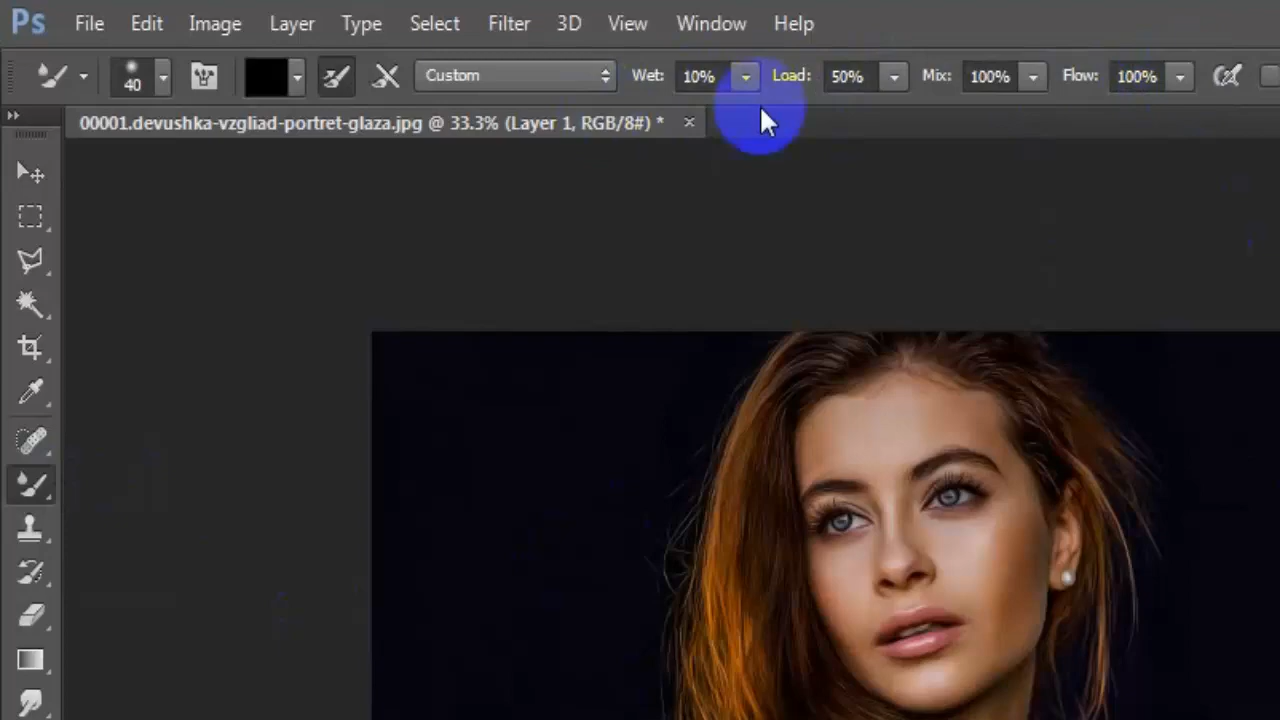 Ps File Edit Image Layer Type Select Filter 3D View Window Help
40 Custom Wet: 10% Load: 50% Mix: 100% Flow: 100%
00001.devushka-vzgliad-portret-glaza.jpg @ 33.3% (Layer 1, RGB/8#) *